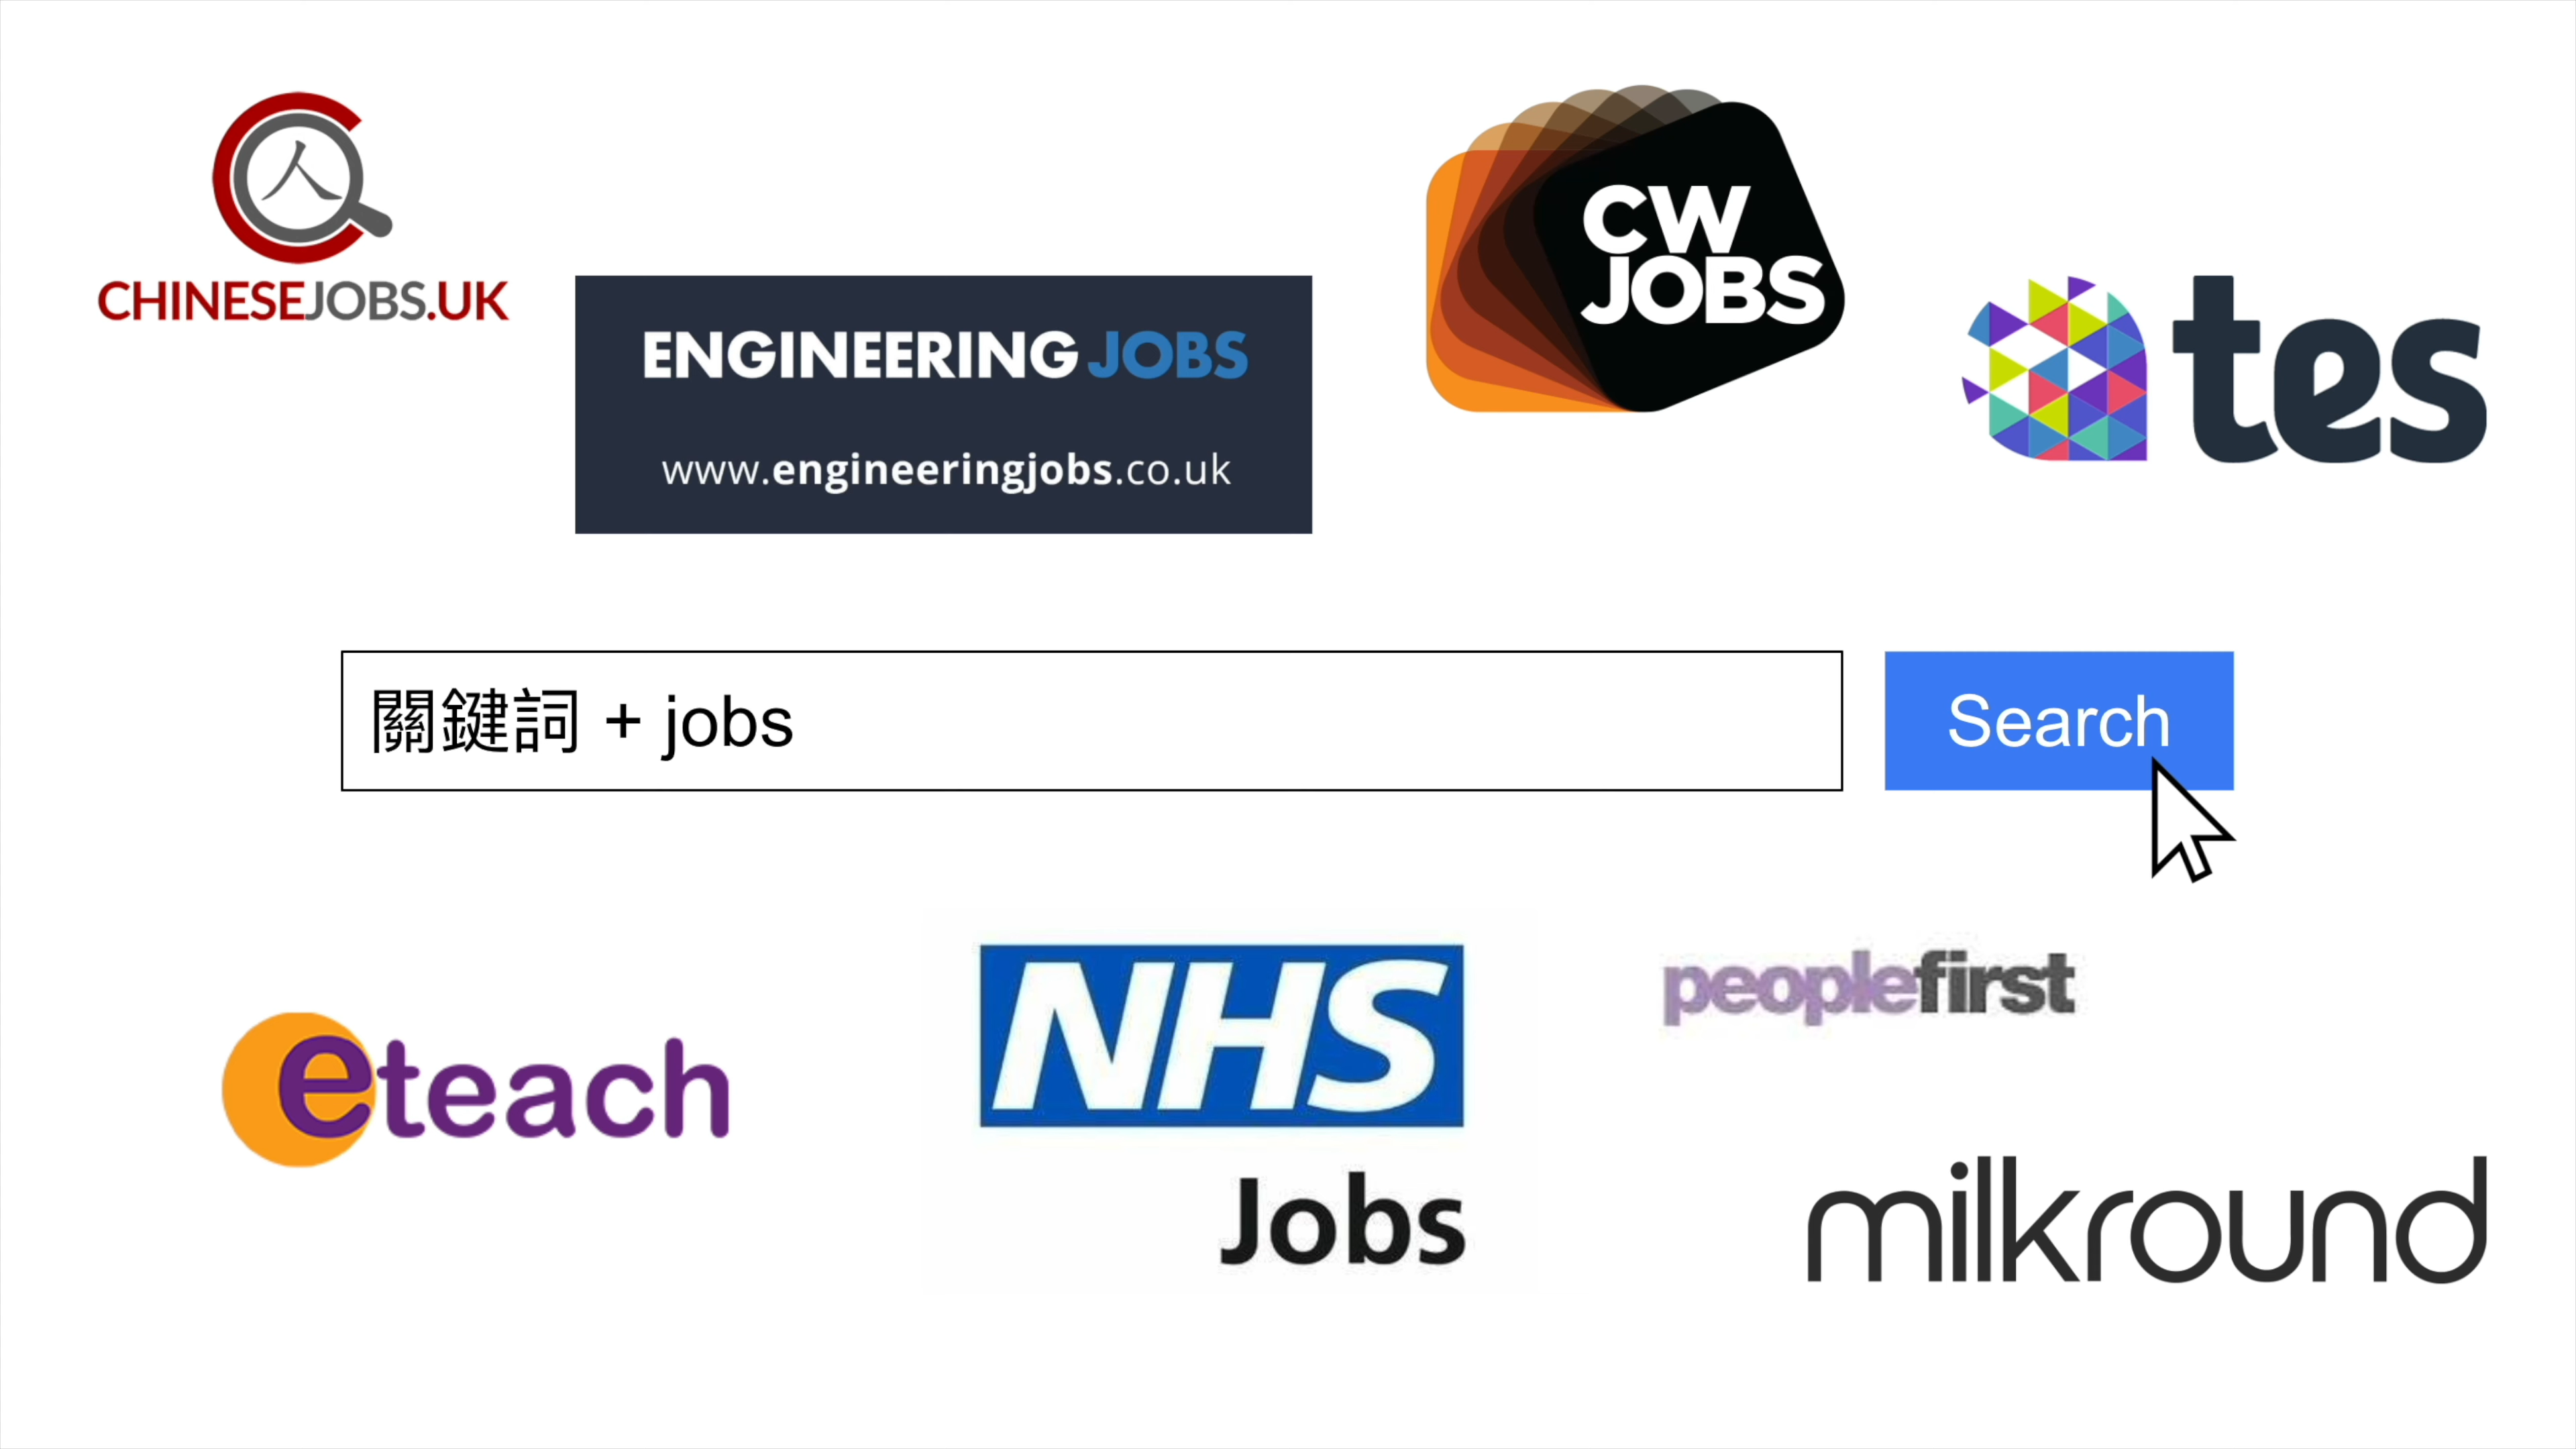 人
CHINESEJOBS.UK
ENGINEERING JOBS
www.engineeringjobs.co.uk
CW
JOBS
tes
關鍵詞 + jobs
Search
eteach
NHS
Jobs
peoplefirst
milkround